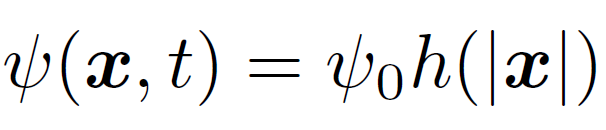 ψ(𝒙, t) = ψ₀h(|𝒙|)